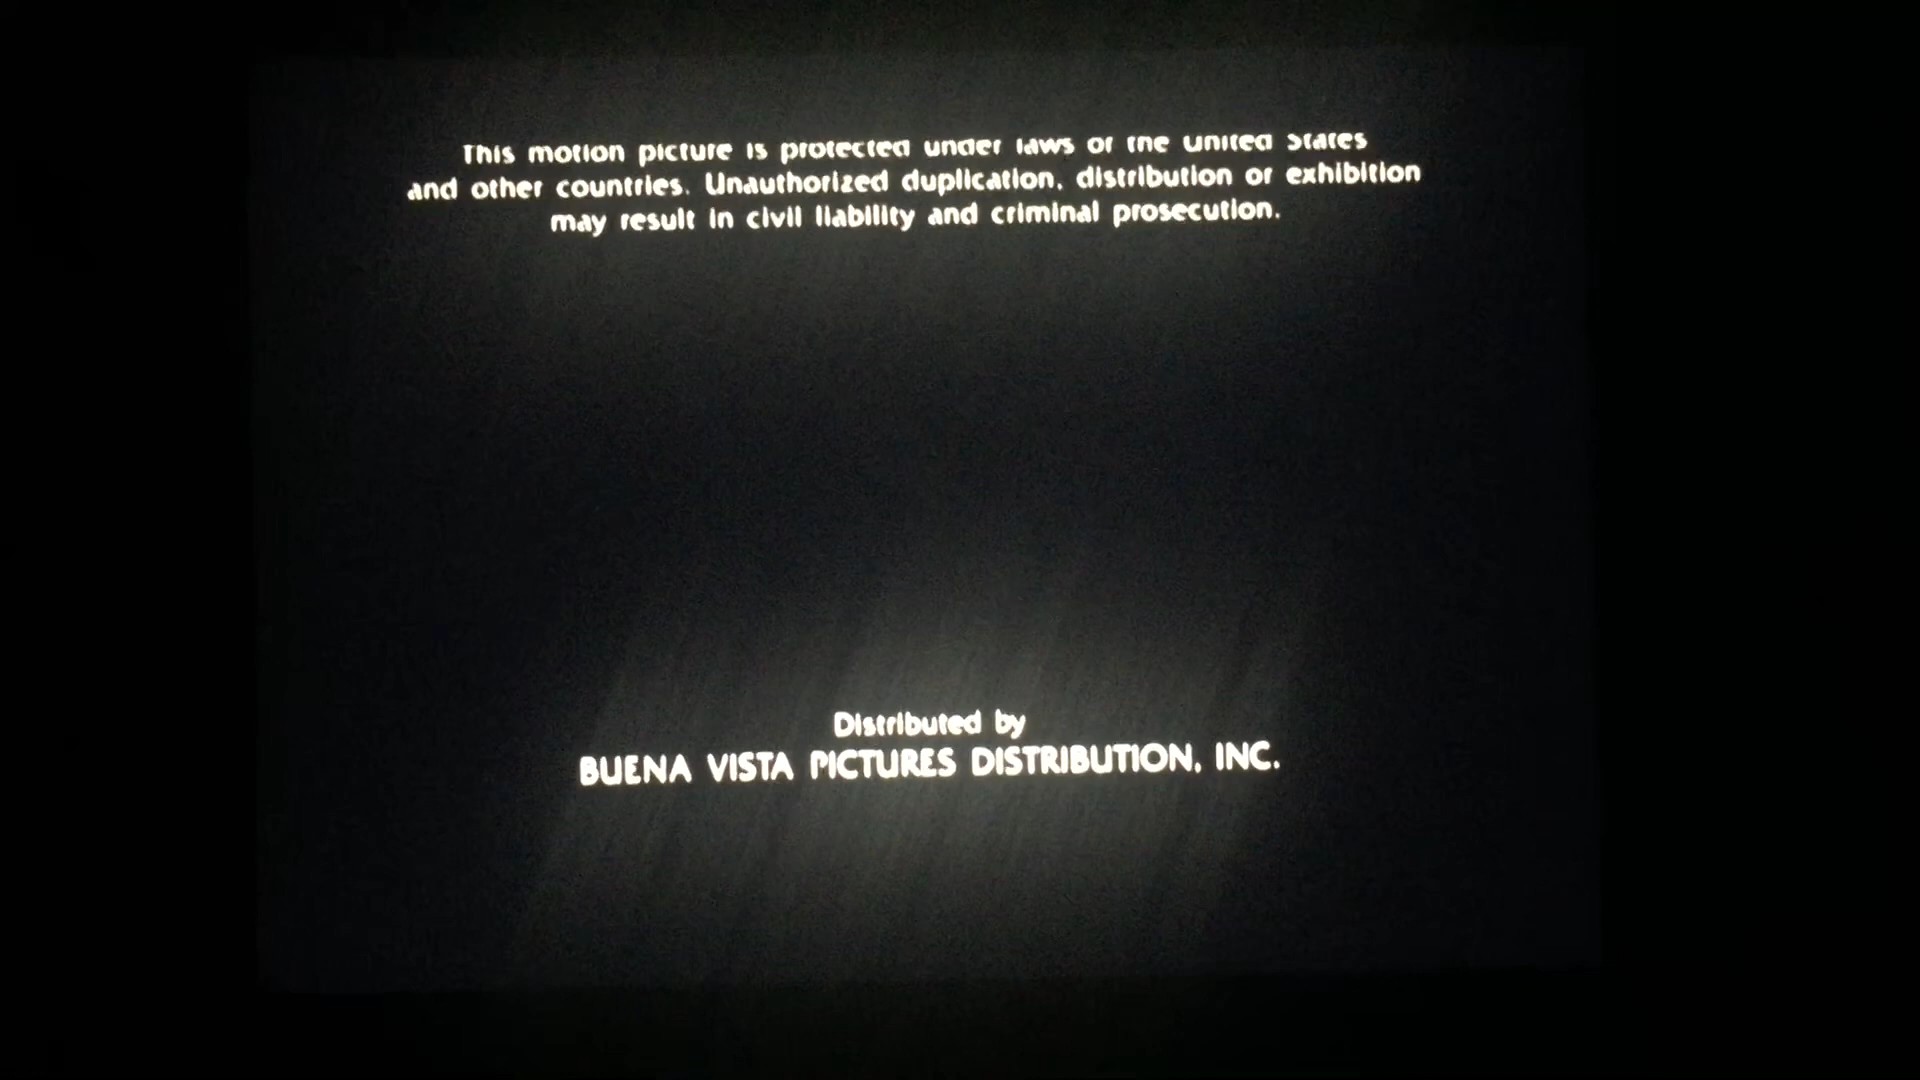 This motion picture is protected under laws of the United States
and other countries. Unauthorized duplication, distribution or exhibition
may result in civil liability and criminal prosecution.
Distributed by
BUENA VISTA PICTURES DISTRIBUTION, INC.